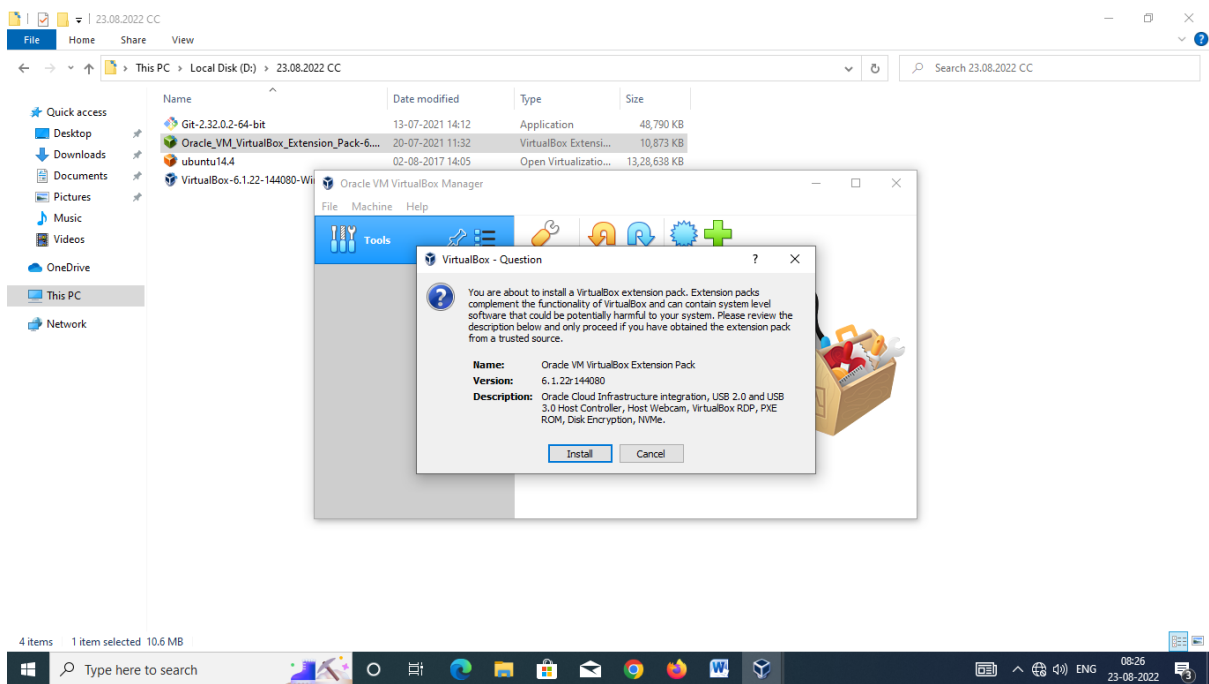 23.08.2022 CC
File Home Share View
This PC > Local Disk (D:) > 23.08.2022 CC
Search 23.08.2022 CC
Name Date modified Type Size
Quick access
Desktop
Downloads
Documents
Pictures
Music
Videos
OneDrive
This PC
Network
Git-2.32.0.2-64-bit 13-07-2021 14:12 Application 48,790 KB
Oracle_VM_VirtualBox_Extension_Pack-6.... 20-07-2021 11:32 VirtualBox Extensi... 10,873 KB
ubuntu14.4 02-08-2017 14:05 Open Virtualizatio... 13,28,638 KB
VirtualBox-6.1.22-144080-Wi
Oracle VM VirtualBox Manager
File Machine Help
Tools
VirtualBox - Question
?
You are about to install a VirtualBox extension pack. Extension packs
complement the functionality of VirtualBox and can contain system level
software that could be potentially harmful to your system. Please review the
description below and only proceed if you have obtained the extension pack
from a trusted source.
Name: Oracle VM VirtualBox Extension Pack
Version: 6.1.22r144080
Description: Oracle Cloud Infrastructure integration, USB 2.0 and USB
3.0 Host Controller, Host Webcam, VirtualBox RDP, PXE
ROM, Disk Encryption, NVMe.
Install Cancel
4 items 1 item selected 10.6 MB
Type here to search
ENG
08:26
23-08-2022
3